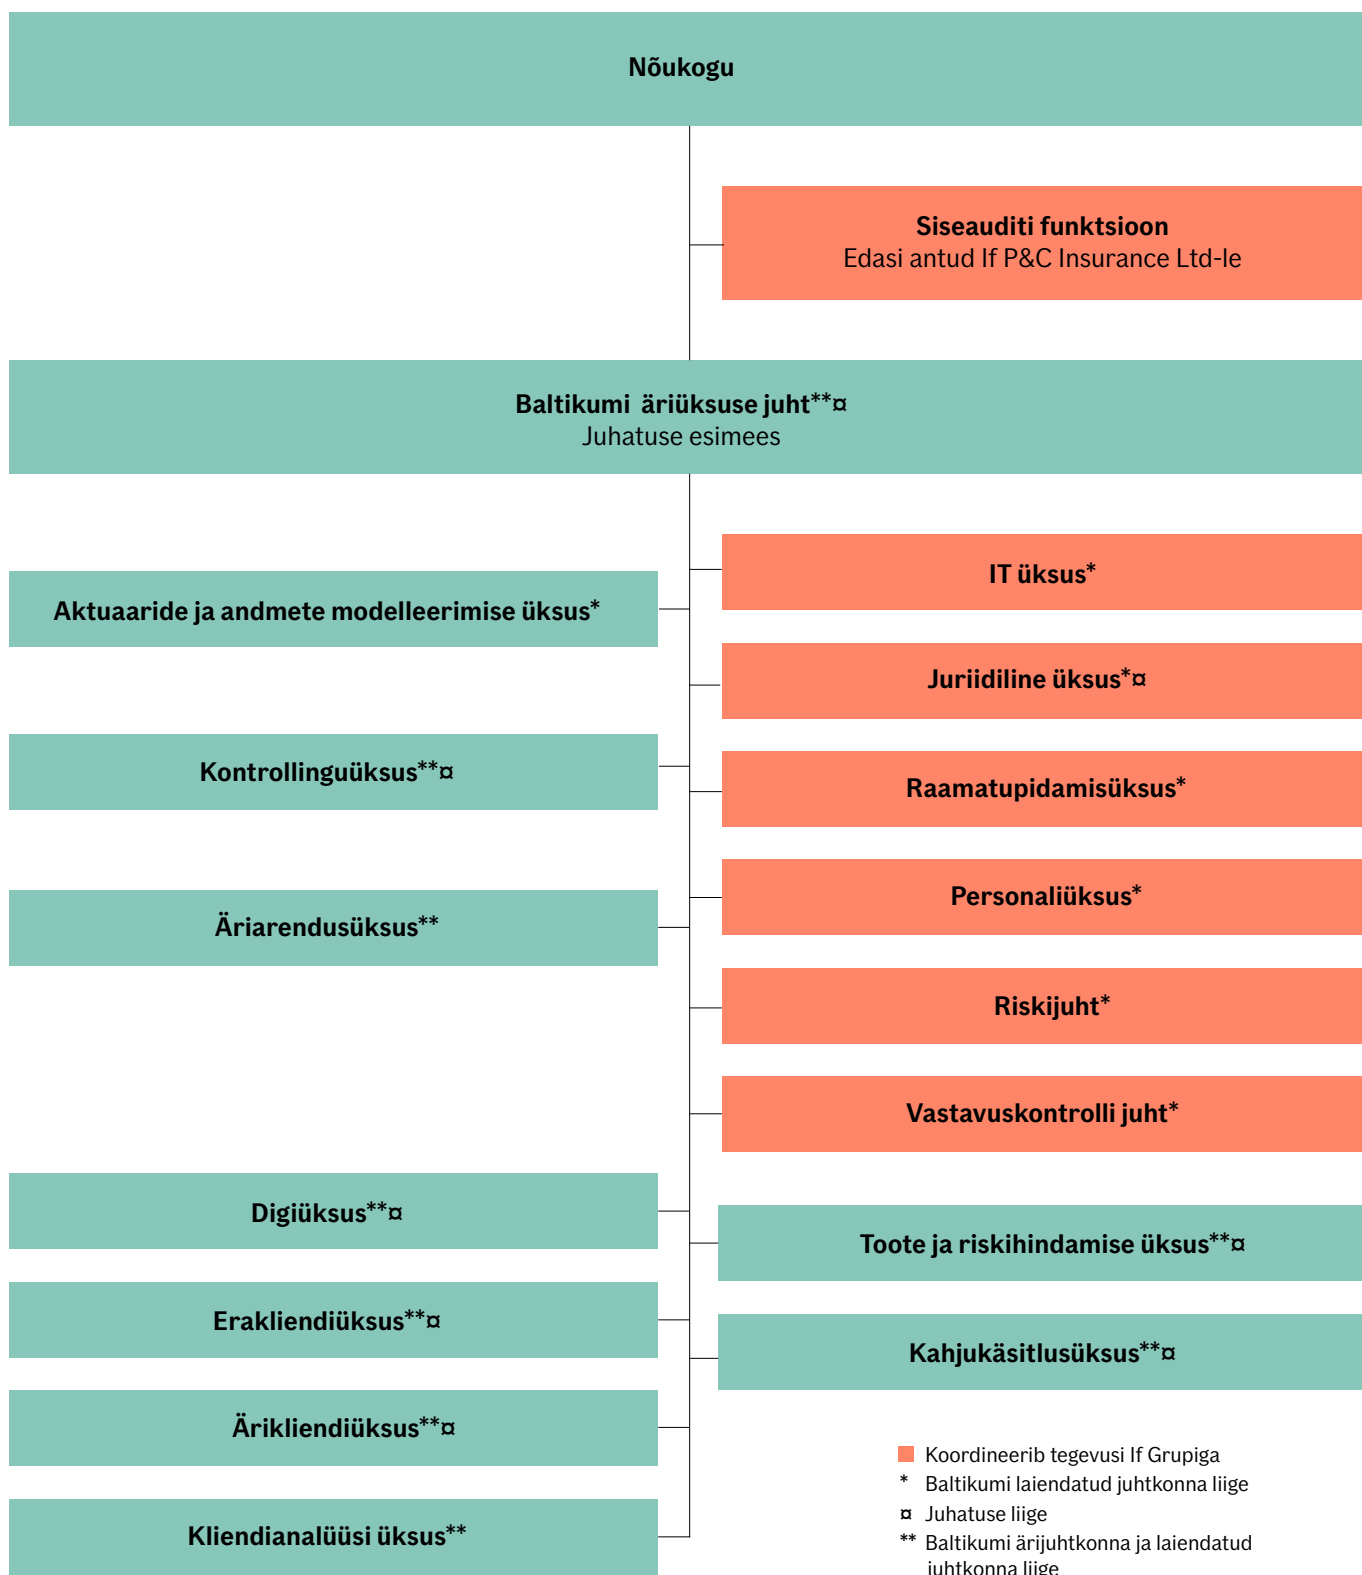 Nõukogu
Siseauditi funktsioon
Edasi antud If P&C Insurance Ltd-le
Baltikumi äriüksuse juht**¤
Juhatuse esimees
IT üksus*
Aktuaaride ja andmete modelleerimise üksus*
Juriidiline üksus*¤
Kontrollinguüksus**¤
Raamatupidamisüksus*
Personaliüksus*
Äriarendusüksus**
Riskijuht*
Vastavuskontrolli juht*
Digiüksus**¤
Toote ja riskihindamise üksus**¤
Erakliendiüksus**¤
Kahjukäsitlusüksus**¤
Ärikliendiüksus**¤
Kliendianalüüsi üksus**
Koordineerib tegevusi If Grupiga
* Baltikumi laiendatud juhtkonna liige
¤ Juhatuse liige
** Baltikumi ärijuhtkonna ja laiendatud
juhtkonna liige